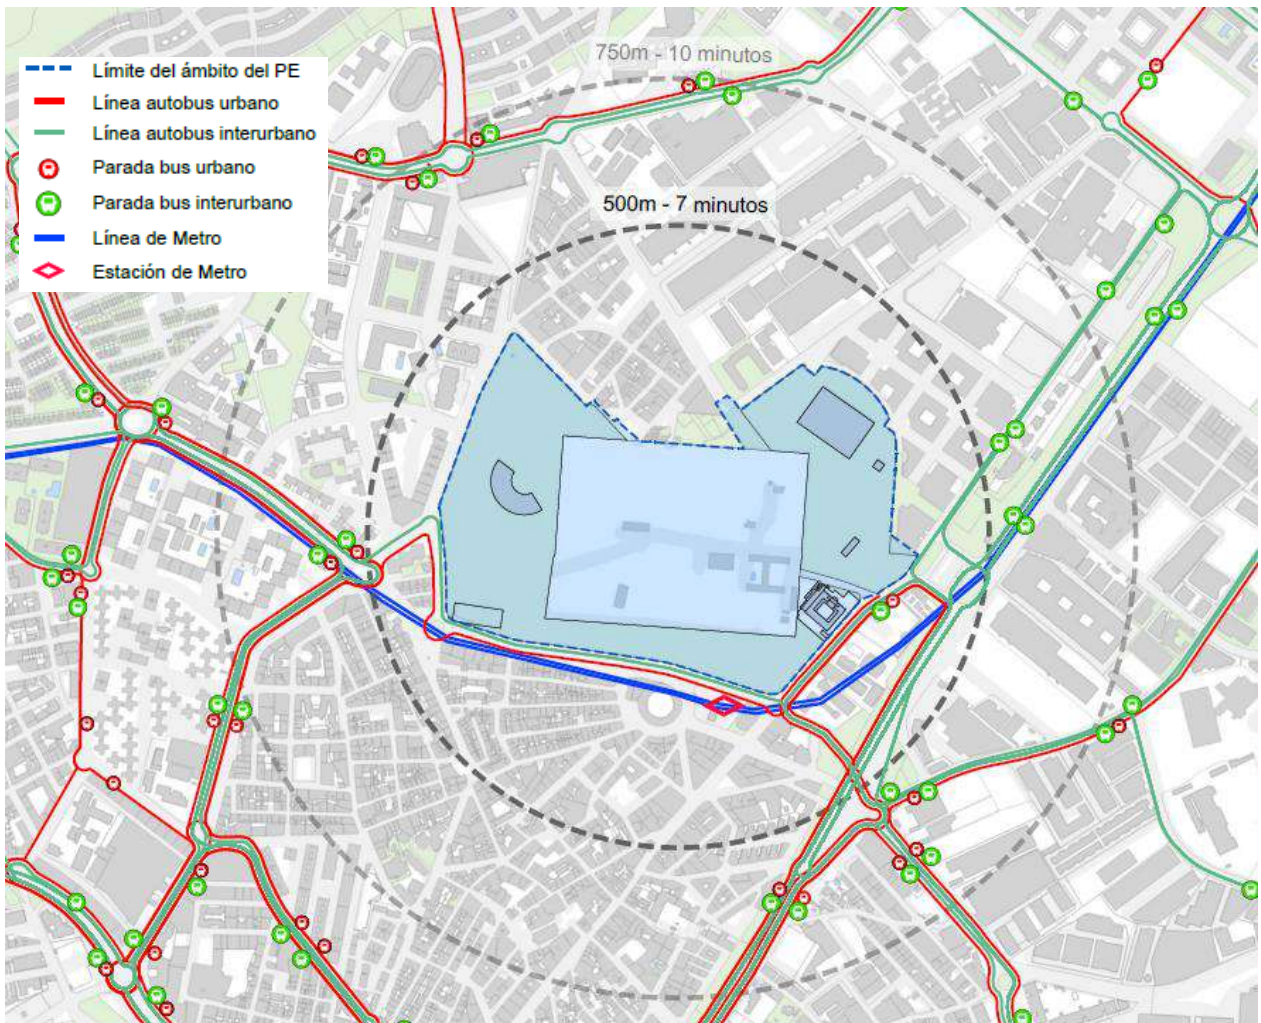 750m - 10 minutos
Límite del ámbito del PE
Línea autobus urbano
Línea autobus interurbano
Parada bus urbano
Parada bus interurbano
Línea de Metro
Estación de Metro
500m - 7 minutos